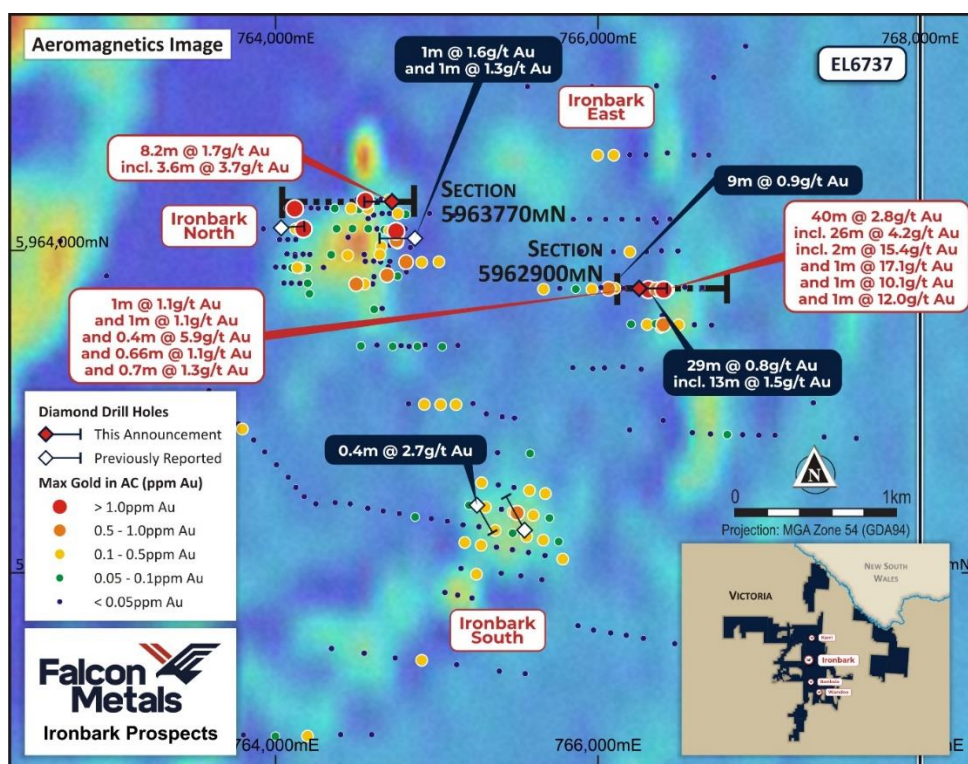 Aeromagnetics Image
764,000mE
766,000mE
768,000mE
EL6737
1m @ 1.6g/t Au
and 1m @ 1.3g/t Au
Ironbark
East
8.2m @ 1.7g/t Au
incl. 3.6m @ 3.7g/t Au
SECTION
5963770MN
9m @ 0.9g/t Au
Ironbark
North
5,964,000mN
SECTION
5962900MN
40m @ 2.8g/t Au
incl. 26m @ 4.2g/t Au
incl. 2m @ 15.4g/t Au
and 1m @ 17.1g/t Au
and 1m @ 10.1g/t Au
and 1m @ 12.0g/t Au
1m @ 1.1g/t Au
and 1m @ 1.1g/t Au
and 0.4m @ 5.9g/t Au
and 0.66m @ 1.1g/t Au
and 0.7m @ 1.3g/t Au
29m @ 0.8g/t Au
incl. 13m @ 1.5g/t Au
Diamond Drill Holes
This Announcement
Previously Reported
Max Gold in AC (ppm Au)
> 1.0ppm Au
0.5 - 1.0ppm Au
0.1 - 0.5ppm Au
0.05 - 0.1ppm Au
< 0.05ppm Au
0.4m @ 2.7g/t Au
N
0 1km
Projection: MGA Zone 54 (GDA94)
5,
mN
Ironbark
South
NEW SOUTH
WALES
VICTORIA
Ironbark
Falcon
Metals
Ironbark Prospects
764,000mE
766,000mE